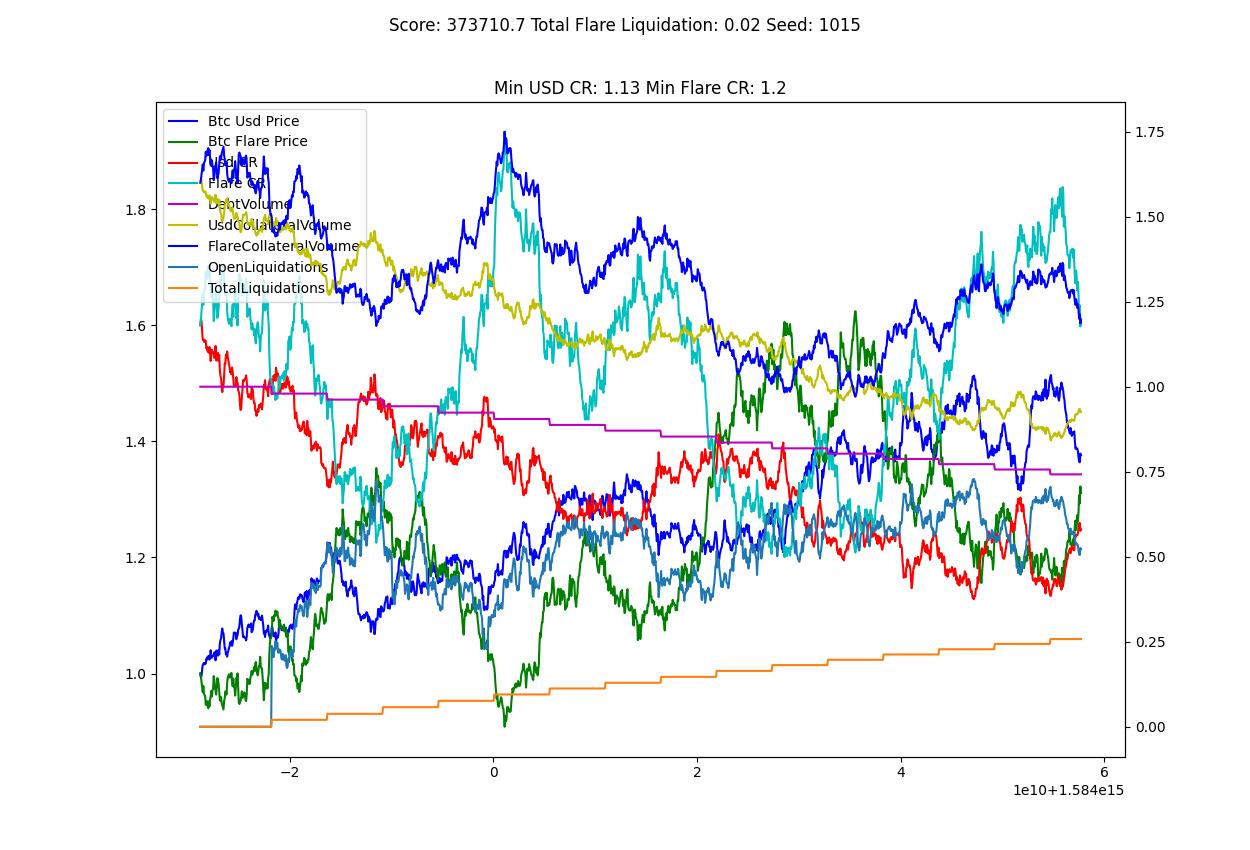 Score: 373710.7 Total Flare Liquidation: 0.02 Seed: 1015
Min USD CR: 1.13 Min Flare CR: 1.2
Btc Usd Price
Btc Flare Price
Usd CR
Flare CR
DebtVolume
UsdCollateralVolume
FlareCollateralVolume
OpenLiquidations
TotalLiquidations
1.8
1.6
1.4
1.2
1.0
1.75
1.50
1.25
1.00
0.75
0.50
0.25
0.00
−2 0 2 4 6
1e10+1.584e15